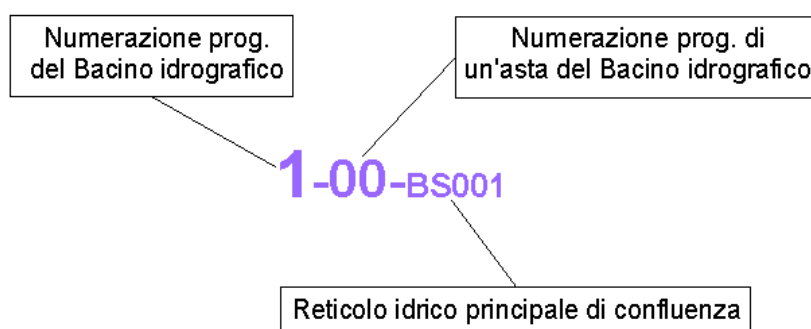 Numerazione prog.
del Bacino idrografico
Numerazione prog. di
un'asta del Bacino idrografico
1-00-BS001
Reticolo idrico principale di confluenza